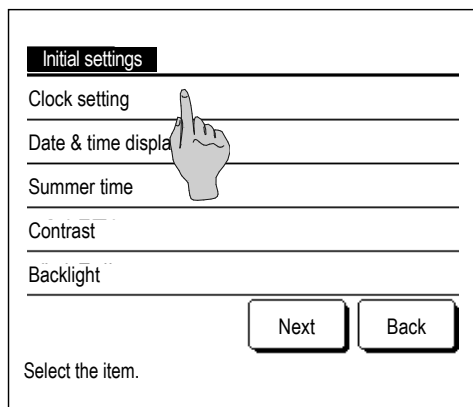 Initial settings
Clock setting
Date & time displa
Summer time
Contrast
Backlight
Next
Back
Select the item.